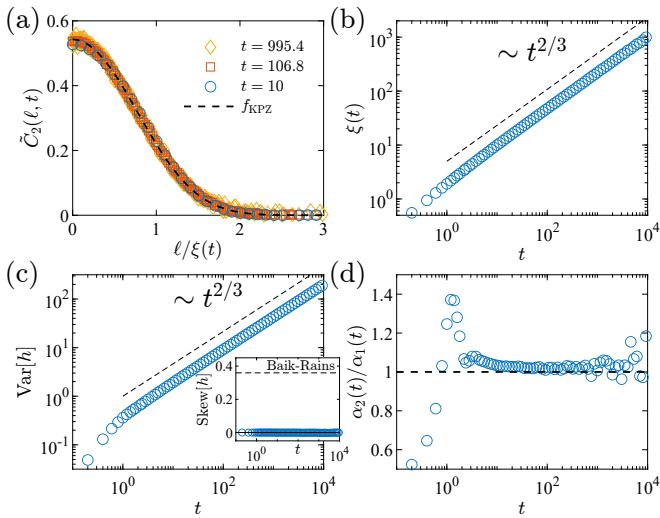 (a)
0.6
0.4
0.2
0
C̃₂(ℓ, t)
t = 995.4
t = 106.8
t = 10
f_KPZ
0 1 2 3
ℓ/ξ(t)
(b)
10³
10²
10¹
10⁰
ξ(t)
~ t^{2/3}
10⁰ 10² 10⁴
t
(c)
10²
10¹
10⁰
10⁻¹
Var[h]
~ t^{2/3}
Baik-Rains
0.4
0.2
0
Skew[h]
10⁰ t 10⁴
10⁰ 10² 10⁴
t
(d)
1.4
1.2
1
0.8
0.6
α₂(t)/α₁(t)
10⁰ 10² 10⁴
t